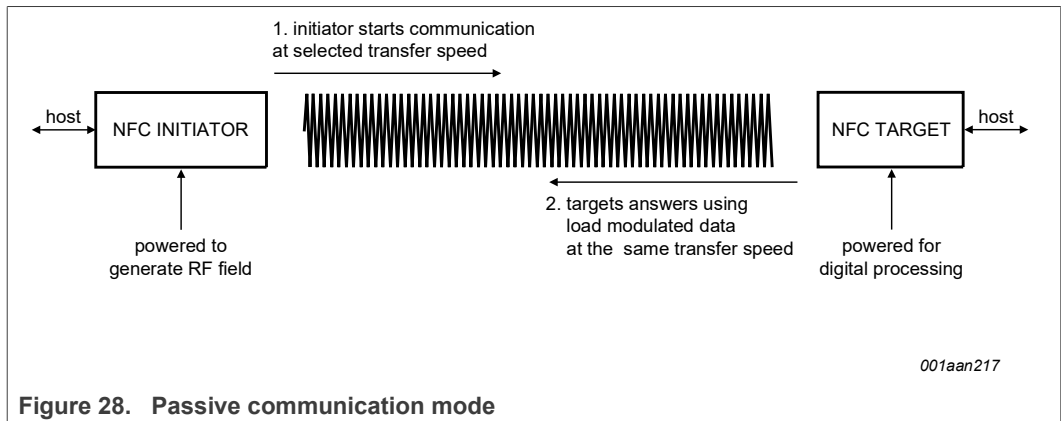 1. initiator starts communication
at selected transfer speed
host
NFC INITIATOR
NFC TARGET
host
2. targets answers using
load modulated data
at the same transfer speed
powered to
generate RF field
powered for
digital processing
001aan217
Figure 28. Passive communication mode